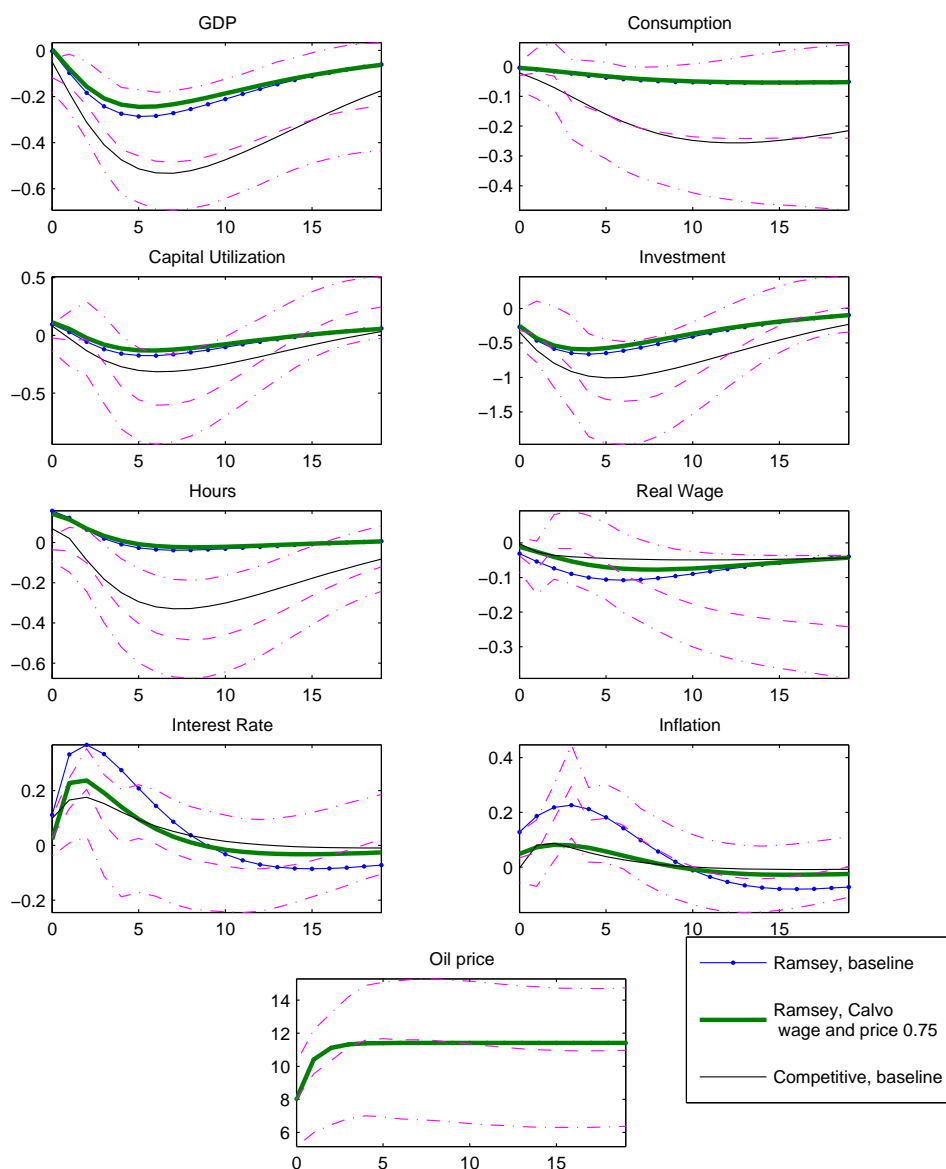 GDP
Consumption
0
−0.2
−0.4
−0.6
0 5 10 15
0
−0.1
−0.2
−0.3
−0.4
0 5 10 15
Capital Utilization
Investment
0.5
0
−0.5
0 5 10 15
0
−0.5
−1
−1.5
0 5 10 15
Hours
Real Wage
0
−0.2
−0.4
−0.6
0 5 10 15
0
−0.1
−0.2
−0.3
0 5 10 15
Interest Rate
Inflation
0.2
0
−0.2
0 5 10 15
0.4
0.2
0
0 5 10 15
Oil price
14
12
10
8
6
0 5 10 15
Ramsey, baseline
Ramsey, Calvo
wage and price 0.75
Competitive, baseline